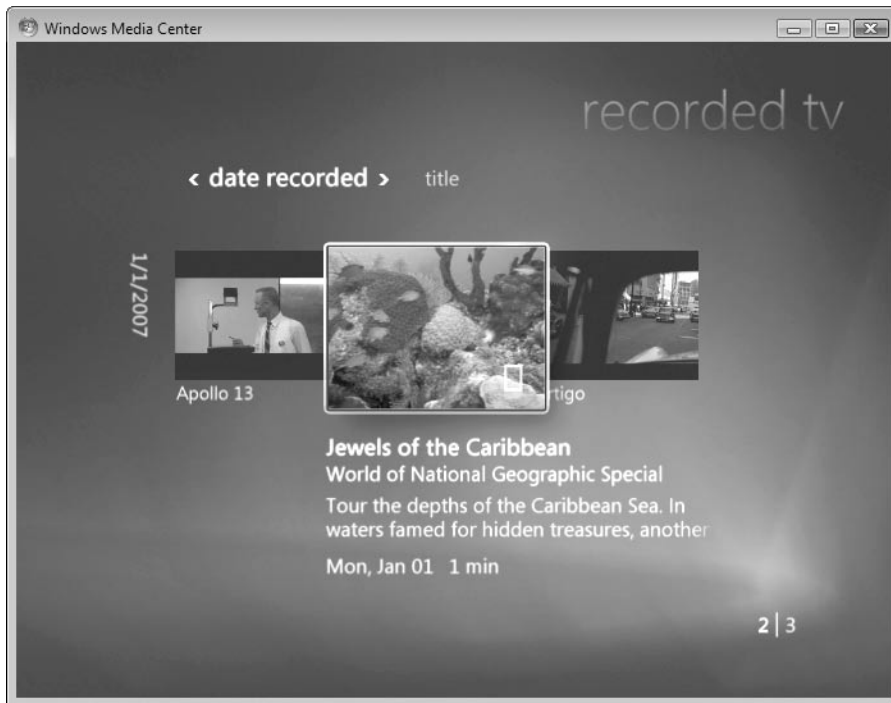 Windows Media Center
recorded tv
< date recorded > title
1/1/2007
Apollo 13
rtigo
Jewels of the Caribbean
World of National Geographic Special
Tour the depths of the Caribbean Sea. In
waters famed for hidden treasures, another
Mon, Jan 01 1 min
2 | 3